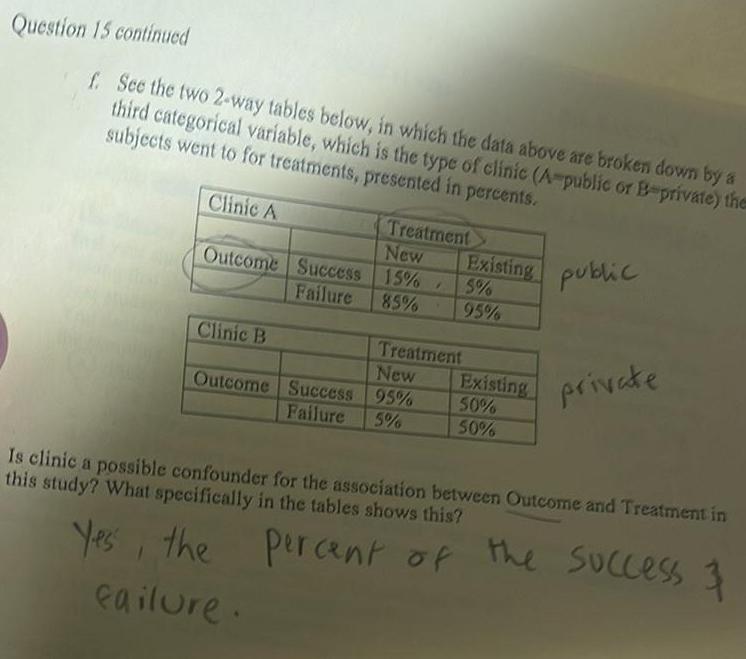 Question 15 continued
f. See the two 2-way tables below, in which the data above are broken down by a
third categorical variable, which is the type of clinic (A=public or B=private) the
subjects went to for treatments, presented in percents.
Clinic A
Treatment
New Existing
Outcome Success 15% 5%
Failure 85% 95%
public
Clinic B
Treatment
New Existing
Outcome Success 95% 50%
Failure 5% 50%
private
Is clinic a possible confounder for the association between Outcome and Treatment in
this study? What specifically in the tables shows this?
Yes, the percent of the success &
failure.